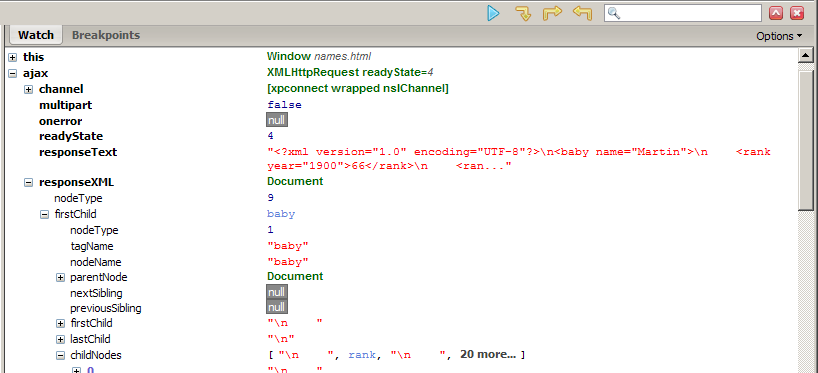 Watch Breakpoints Options
this Window names.html
ajax XMLHttpRequest readyState=4
channel [xpconnect wrapped nsIChannel]
multipart false
onerror null
readyState 4
responseText "<?xml version="1.0" encoding="UTF-8"?>\n<baby name="Martin">\n    <rank
year="1900">66</rank>\n    <ran..."
responseXML Document
nodeType 9
firstChild baby
nodeType 1
tagName "baby"
nodeName "baby"
parentNode Document
nextSibling null
previousSibling null
firstChild "\n    "
lastChild "\n"
childNodes [ "\n    ", rank, "\n    ", 20 more... ]
0 "\n    "